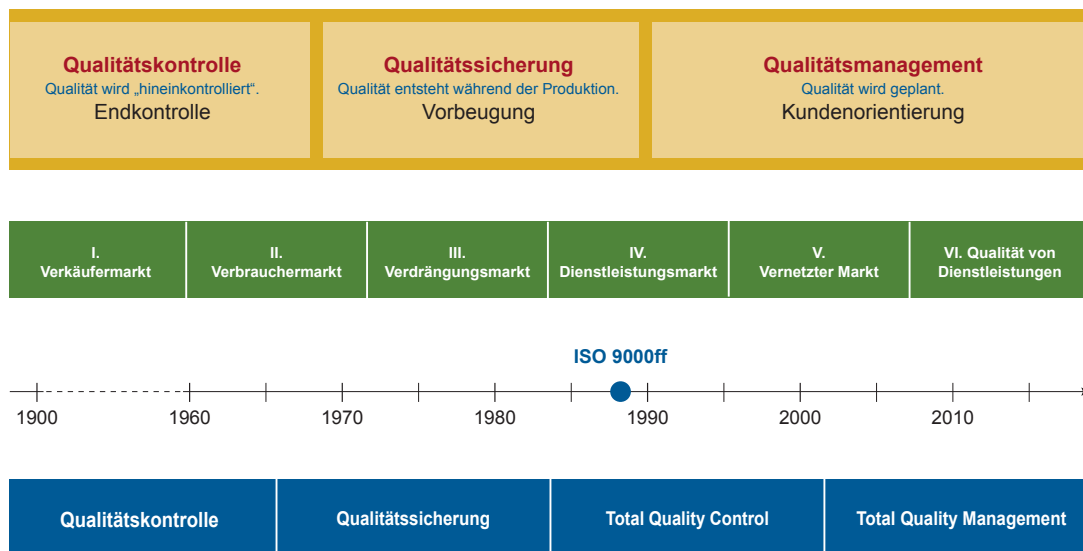 Qualitätskontrolle
Qualität wird „hineinkontrolliert“.
Endkontrolle
Qualitätssicherung
Qualität entsteht während der Produktion.
Vorbeugung
Qualitätsmanagement
Qualität wird geplant.
Kundenorientierung
I.
Verkäufermarkt
II.
Verbrauchermarkt
III.
Verdrängungsmarkt
IV.
Dienstleistungsmarkt
V.
Vernetzter Markt
VI. Qualität von
Dienstleistungen
ISO 9000ff
1900 1960 1970 1980 1990 2000 2010
Qualitätskontrolle
Qualitätssicherung
Total Quality Control
Total Quality Management